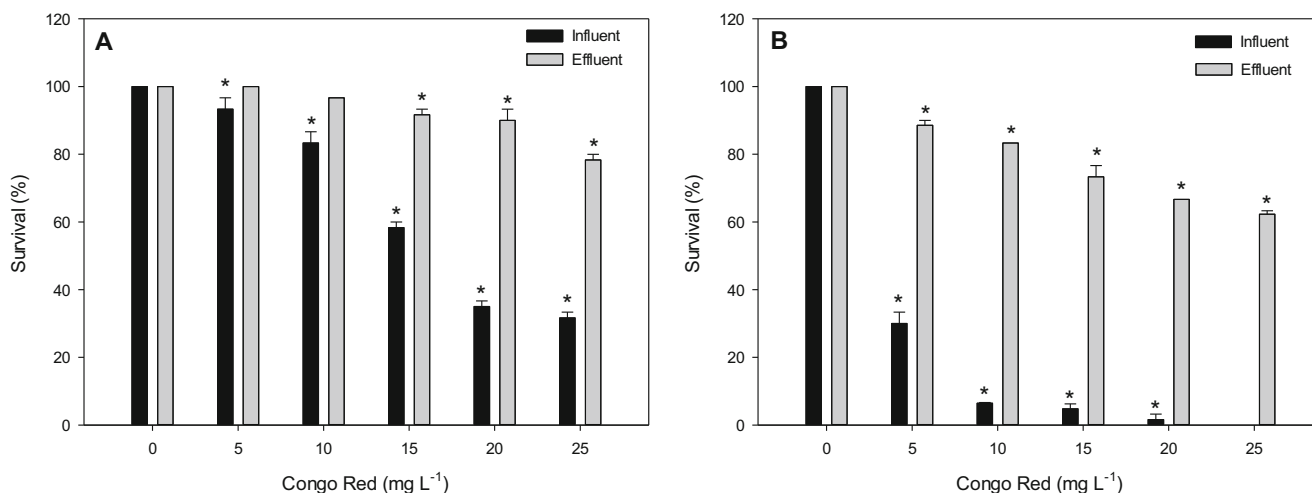 A
Influent
Effluent
120
100
80
60
40
20
0
Survival (%)
* * * * * * * *
0 5 10 15 20 25
Congo Red (mg L-1)
B
Influent
Effluent
120
100
80
60
40
20
0
Survival (%)
* * * * * * * * *
0 5 10 15 20 25
Congo Red (mg L-1)